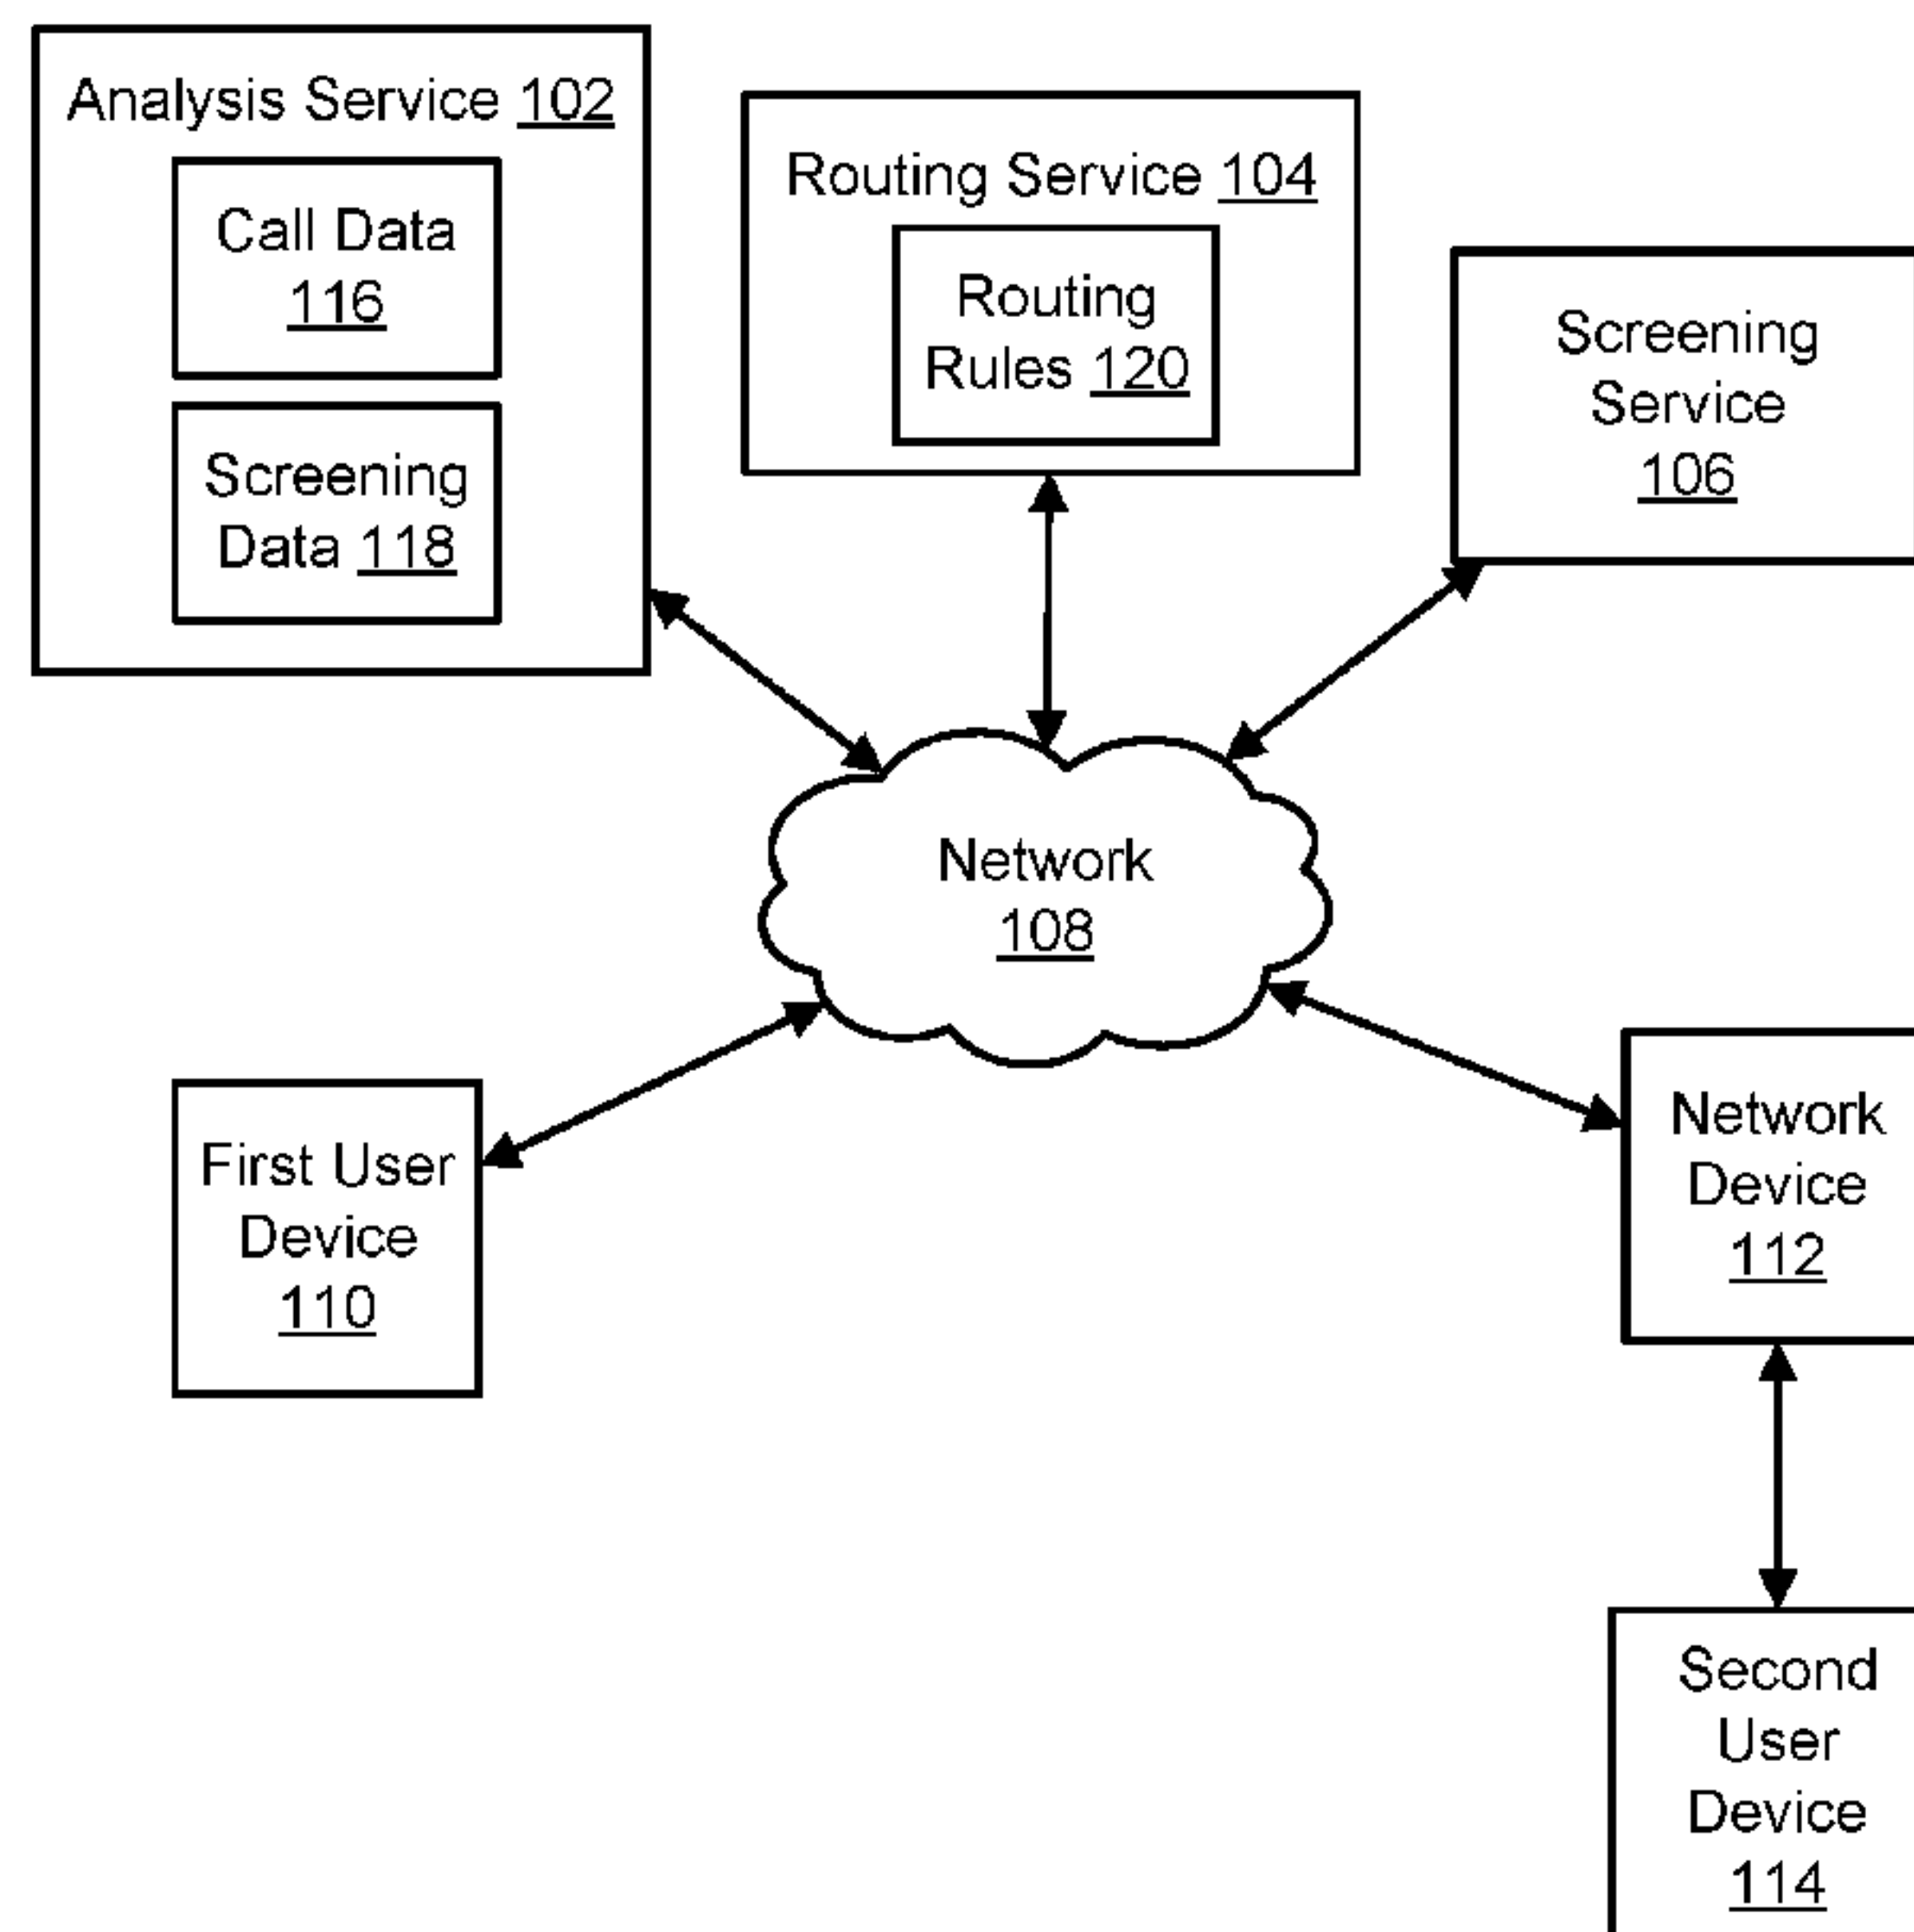 Analysis Service 102
Call Data
116
Screening
Data 118
Routing Service 104
Routing
Rules 120
Screening
Service
106
Network
108
First User
Device
110
Network
Device
112
Second
User
Device
114